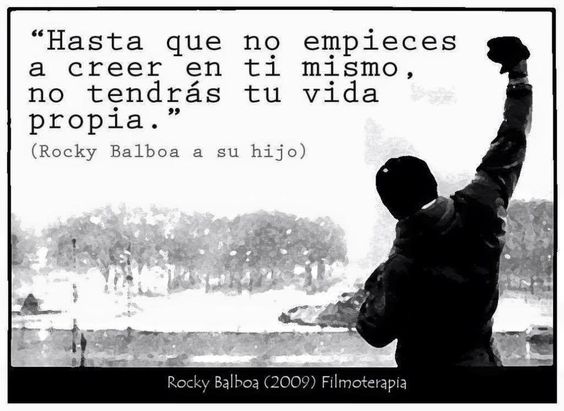 “Hasta que no empieces
a creer en ti mismo,
no tendrás tu vida
propia.”
(Rocky Balboa a su hijo)
Rocky Balboa (2009) Filmoterapia